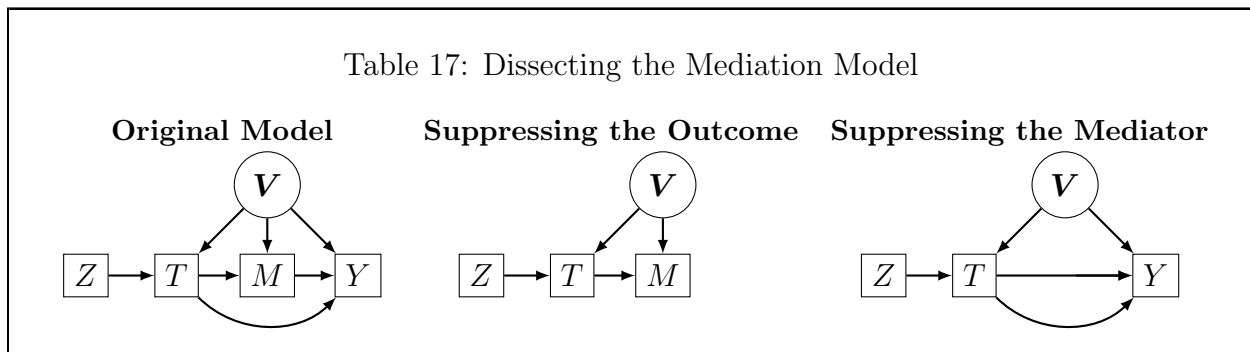 Table 17: Dissecting the Mediation Model
Original Model
V
Z T M Y
Suppressing the Outcome
V
Z T M
Suppressing the Mediator
V
Z T Y